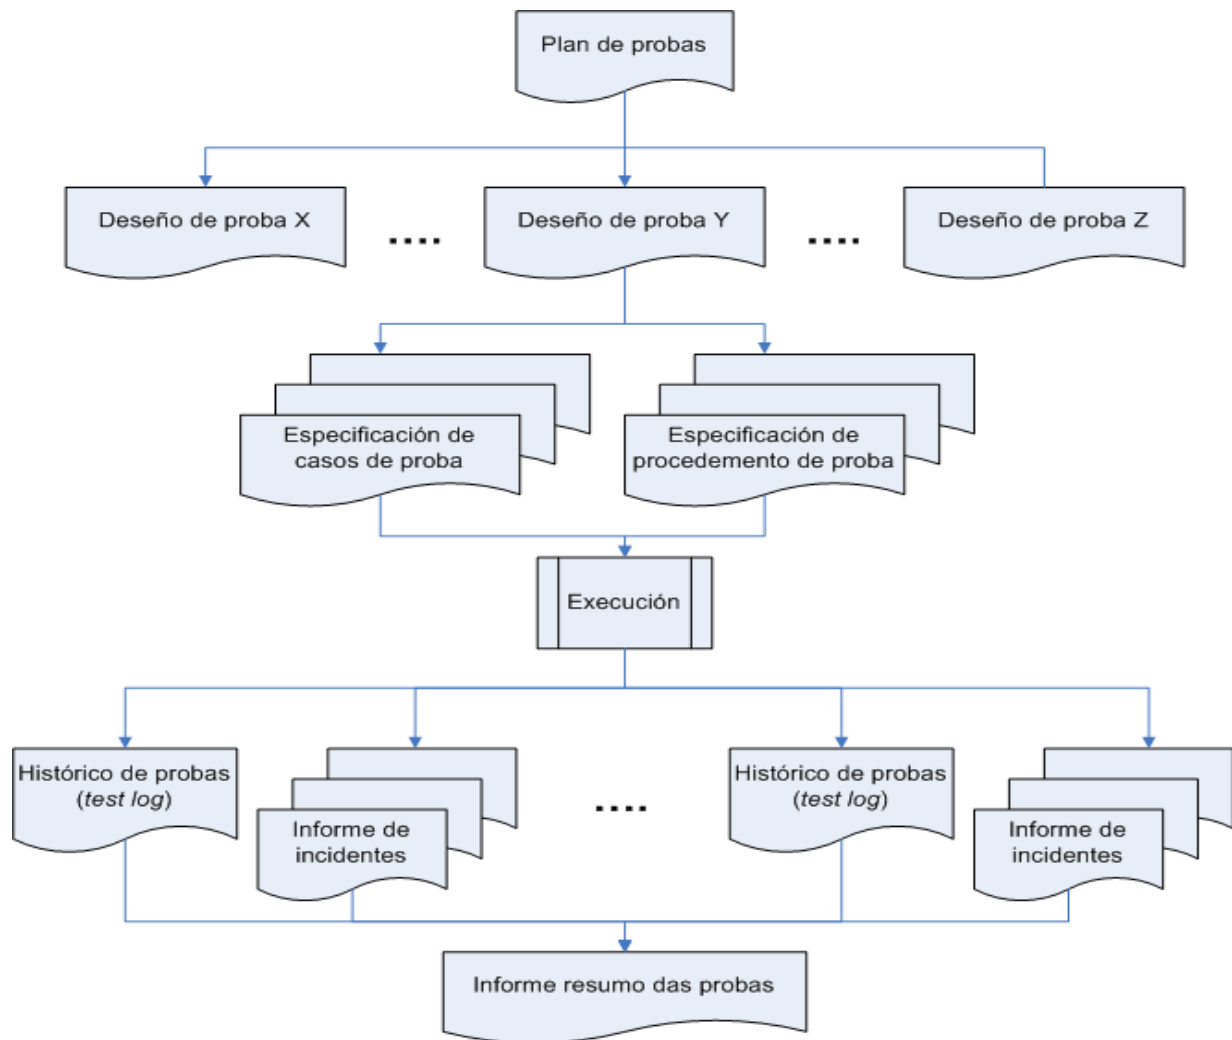 Plan de probas
Deseño de proba X
....
Deseño de proba Y
....
Deseño de proba Z
Especificación de
casos de proba
Especificación de
procedemento de proba
Execución
Histórico de probas
(test log)
Informe de
incidentes
....
Histórico de probas
(test log)
Informe de
incidentes
Informe resumo das probas